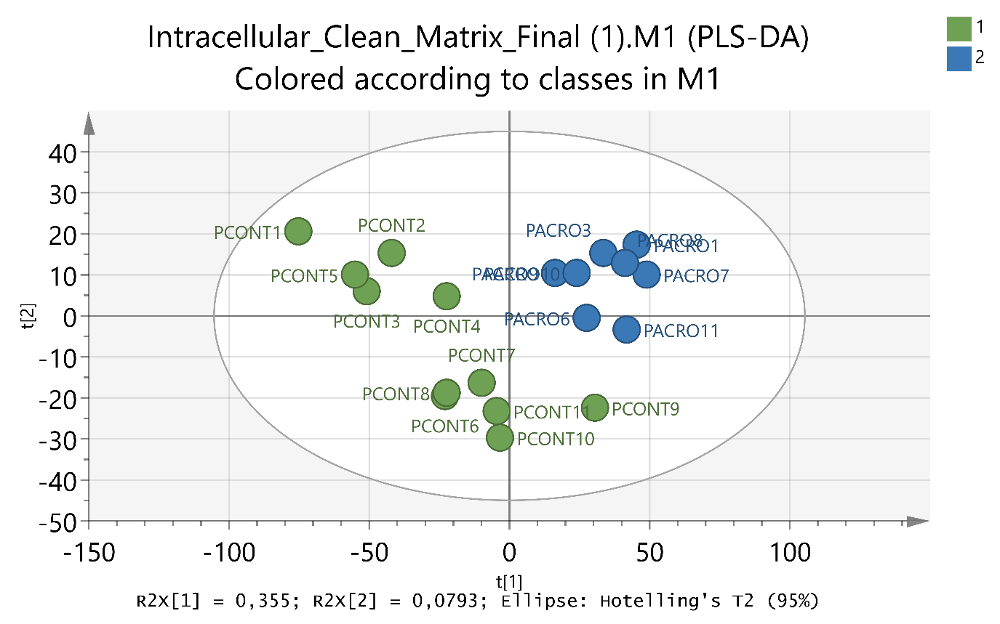 Intracellular_Clean_Matrix_Final (1).M1 (PLS-DA)
Colored according to classes in M1
1
2
40
30
20
10
0
-10
-20
-30
-40
-50
t[2]
PCONT1
PCONT2
PCONT5
PCONT3
PCONT4
PCONT7
PCONT8
PCONT6
PCONT11
PCONT10
PCONT9
PACRO3
PACRO8
PACRO1
PACRO7
PACRO9
PACRO10
PACRO6
PACRO11
-150
-100
-50
0
50
100
t[1]
R2X[1] = 0,355; R2X[2] = 0,0793; Ellipse: Hotelling's T2 (95%)